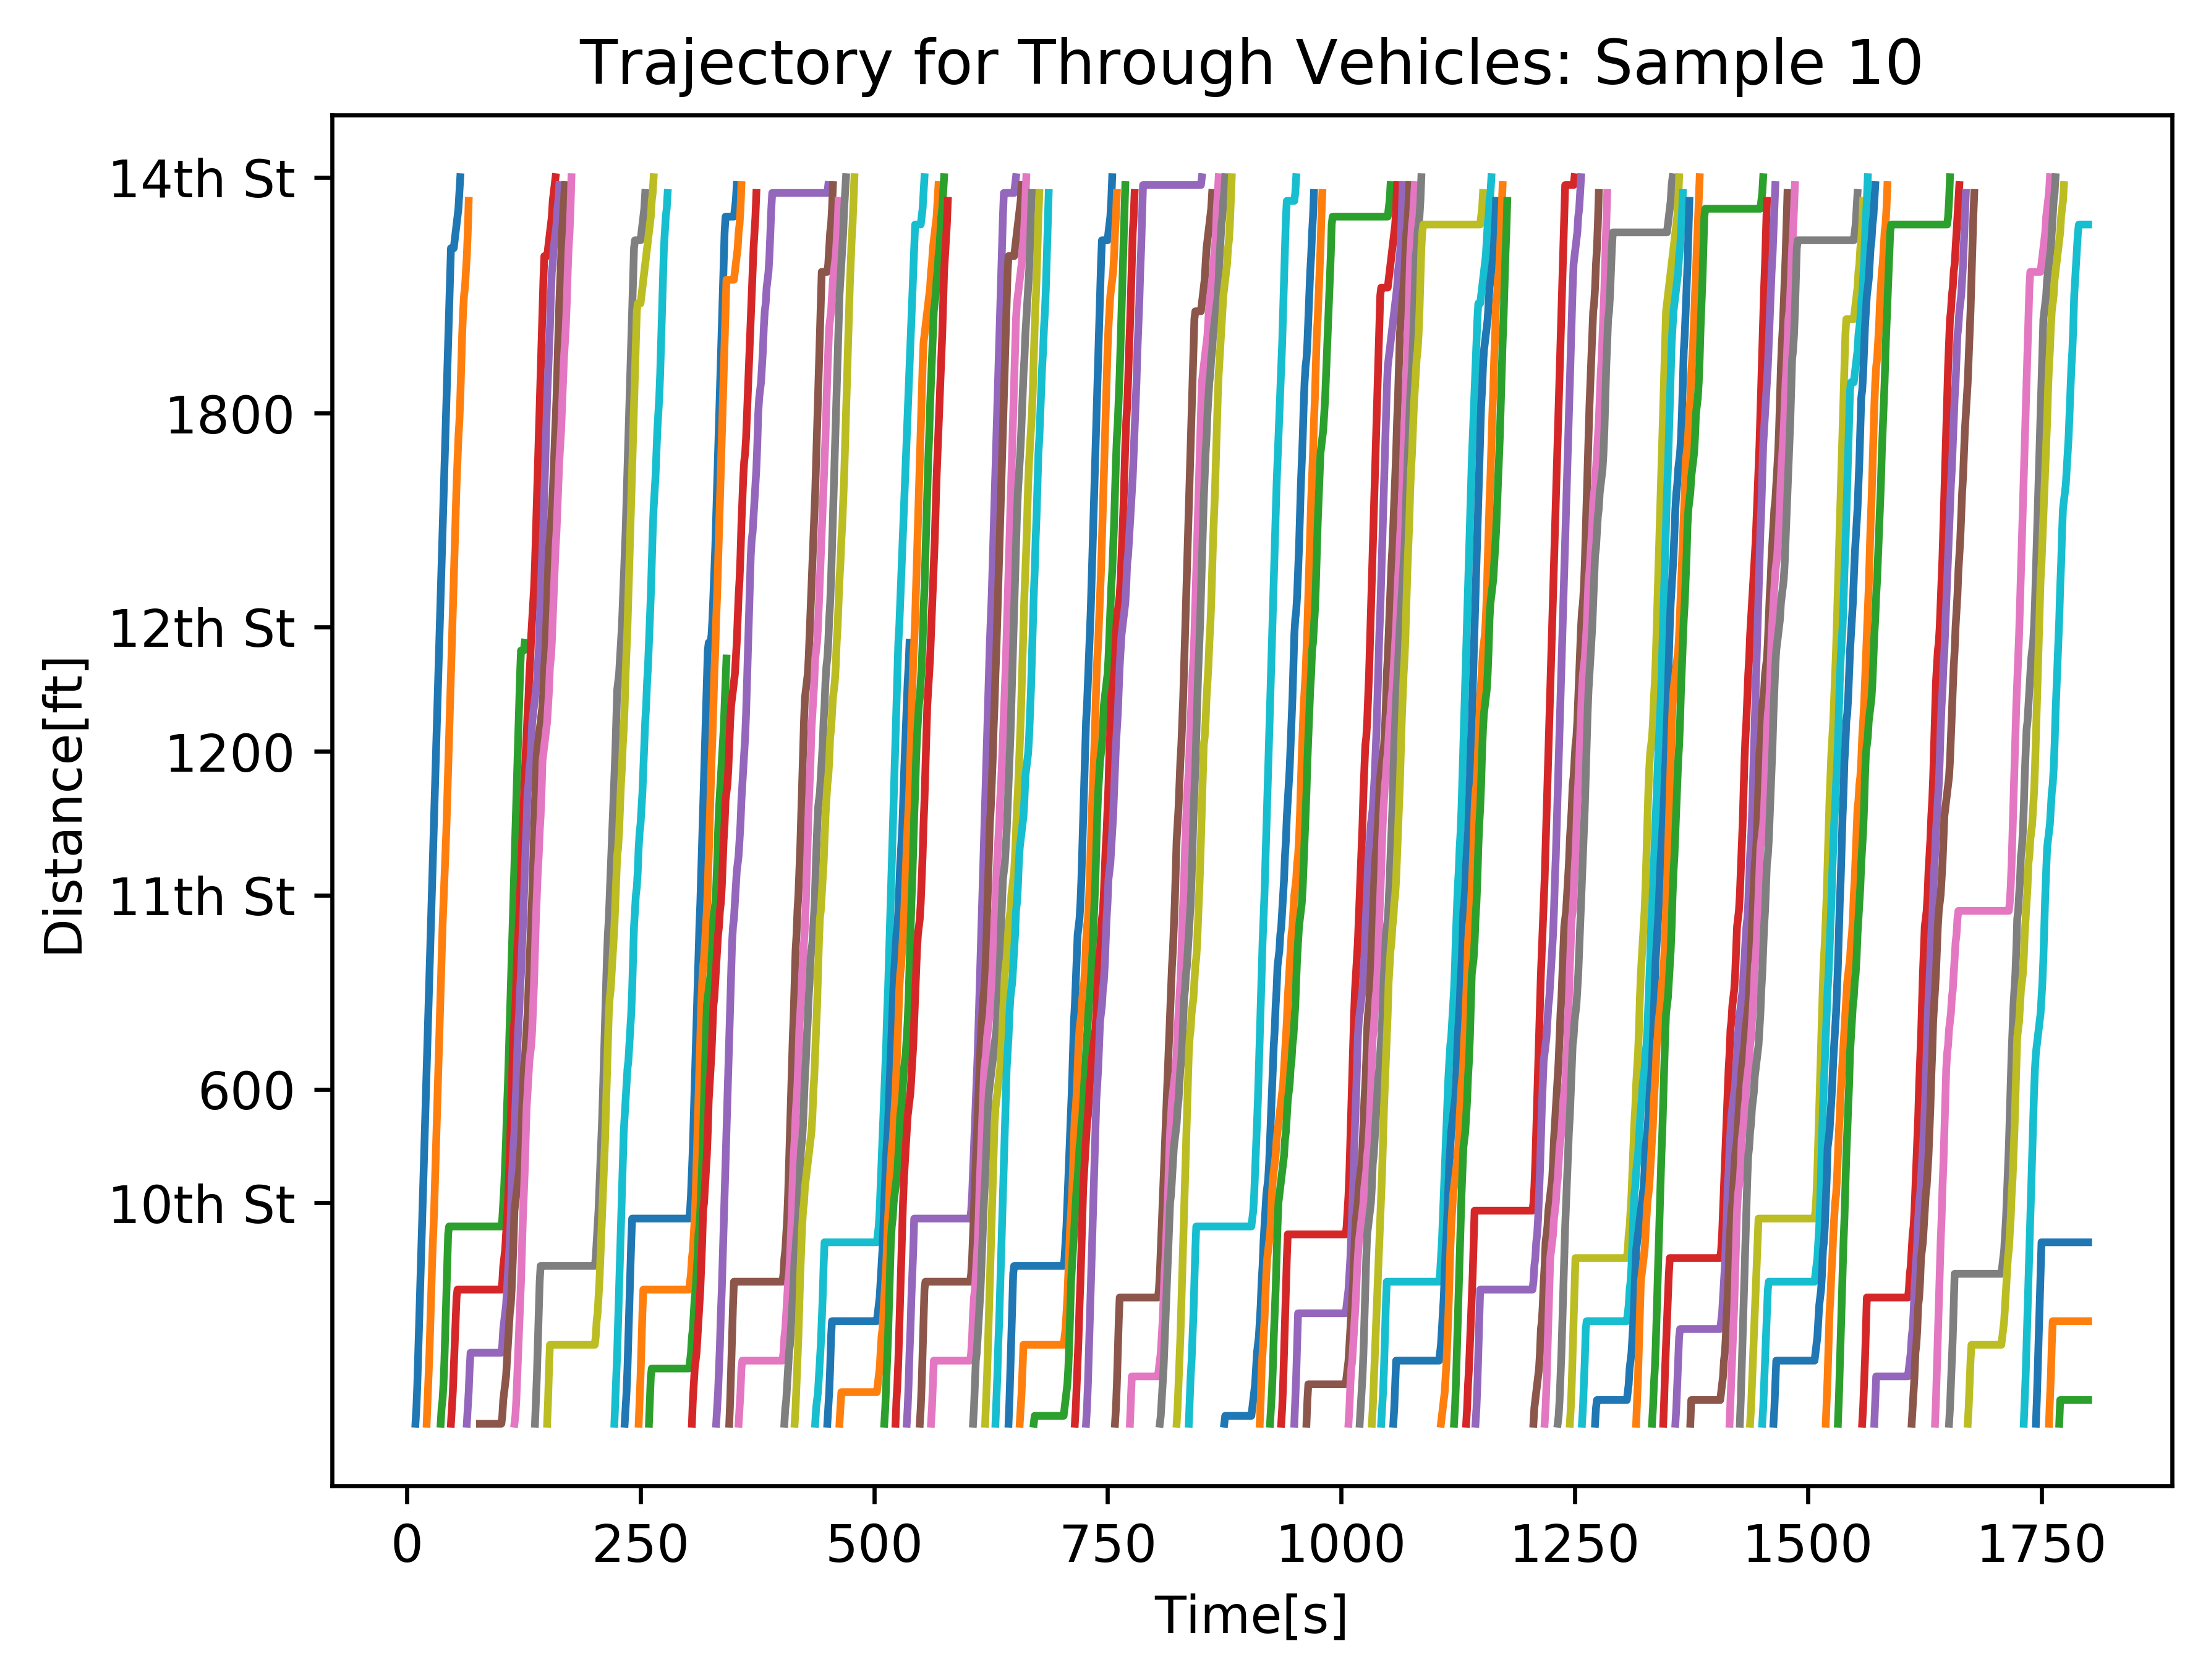 Trajectory for Through Vehicles: Sample 10
14th St
1800
12th St
1200
11th St
600
10th St
Distance[ft]
0 250 500 750 1000 1250 1500 1750
Time[s]